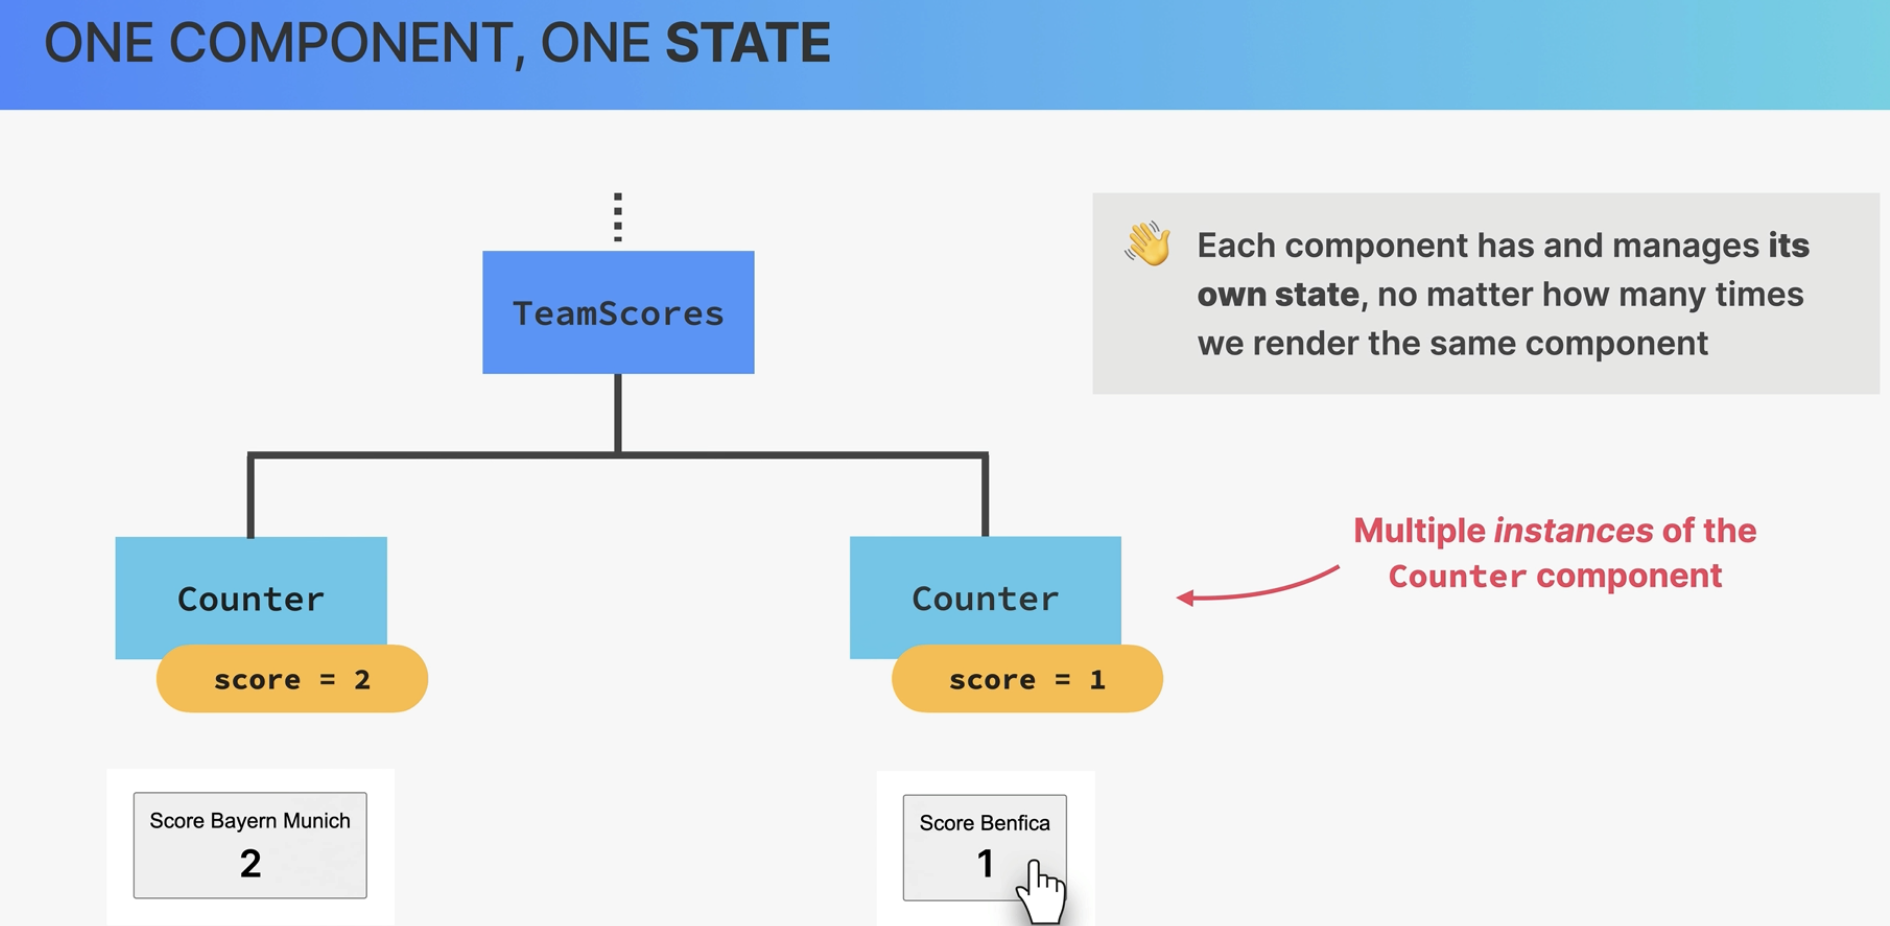 ONE COMPONENT, ONE STATE
TeamScores
Each component has and manages its
own state, no matter how many times
we render the same component
Multiple instances of the
Counter component
Counter
Counter
score = 2
score = 1
Score Bayern Munich
2
Score Benfica
1